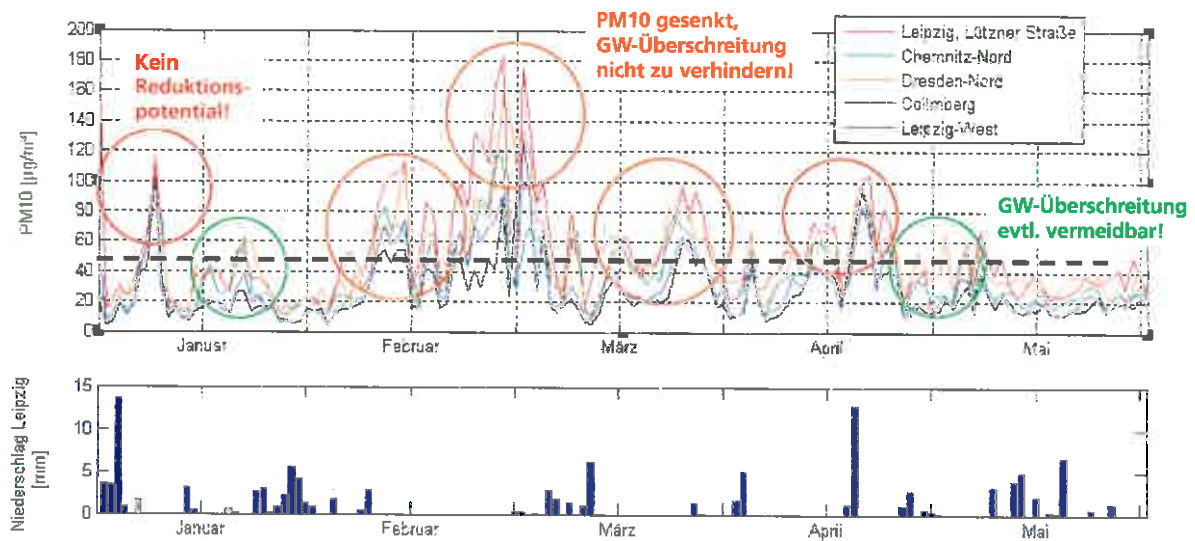 PM10 gesenkt,
GW-Überschreitung
nicht zu verhindern!
Kein
Reduktions-
potential!
Leipzig, Lützner Straße
Chemnitz-Nord
Dresden-Nord
Collmberg
Leipzig-West
GW-Überschreitung
evtl. vermeidbar!
PM10 [µg/m³]
200
180
160
140
120
100
80
60
40
20
0
Januar Februar März April Mai
Niederschlag Leipzig
[mm]
15
10
5
0
Januar Februar März April Mai